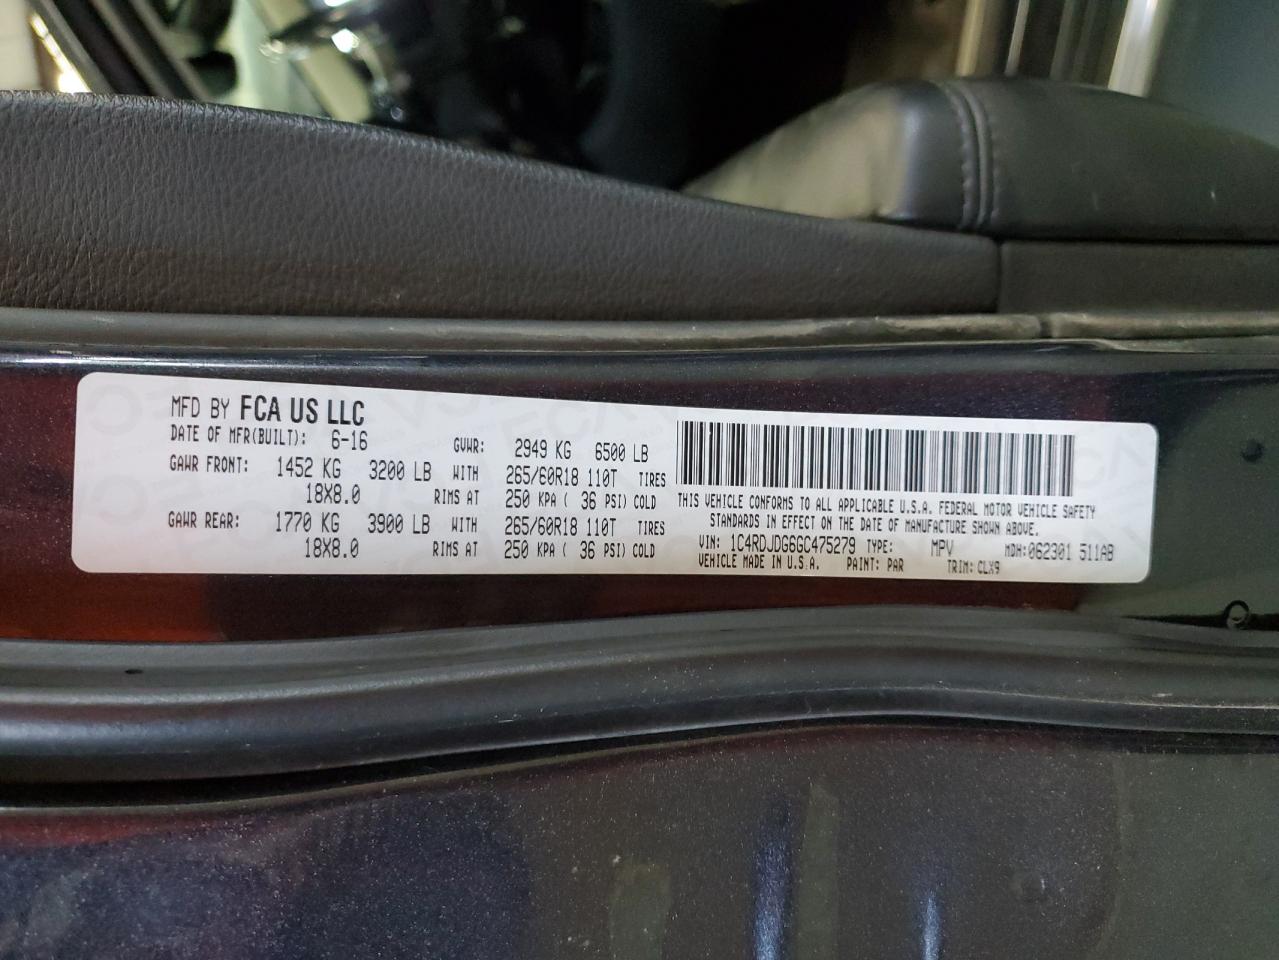 MFD BY FCA US LLC
DATE OF MFR(BUILT): 6-16 GVWR: 2949 KG 6500 LB
GAWR FRONT: 1452 KG 3200 LB WITH 265/60R18 110T TIRES
18X8.0 RIMS AT 250 KPA ( 36 PSI) COLD
GAWR REAR: 1770 KG 3900 LB WITH 265/60R18 110T TIRES
18X8.0 RIMS AT 250 KPA ( 36 PSI) COLD
THIS VEHICLE CONFORMS TO ALL APPLICABLE U.S.A. FEDERAL MOTOR VEHICLE SAFETY
STANDARDS IN EFFECT ON THE DATE OF MANUFACTURE SHOWN ABOVE.
VIN: 1C4RDJDG6GC475279 TYPE: MPV MDH:062301 511AB
VEHICLE MADE IN U.S.A. PAINT: PAR TRIM: CLX9